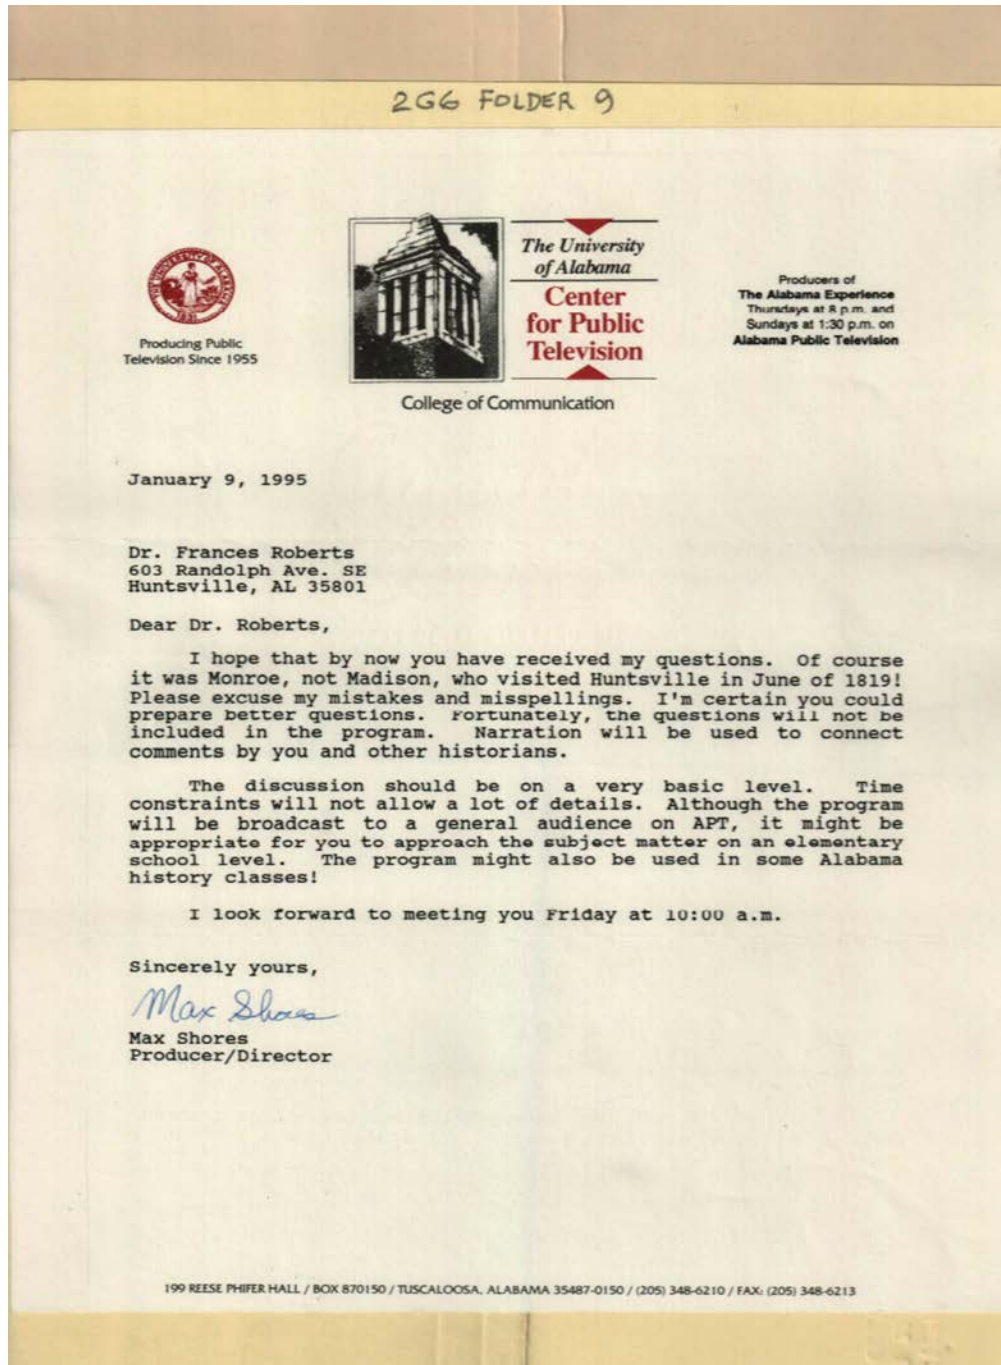 2G6 FOLDER 9
THE UNIVERSITY OF ALABAMA
1831
Producing Public
Television Since 1955
The University
of Alabama
Center
for Public
Television
College of Communication
Producers of
The Alabama Experience
Thursdays at 8 p.m. and
Sundays at 1:30 p.m. on
Alabama Public Television
January 9, 1995
Dr. Frances Roberts
603 Randolph Ave. SE
Huntsville, AL 35801
Dear Dr. Roberts,
I hope that by now you have received my questions. Of course
it was Monroe, not Madison, who visited Huntsville in June of 1819!
Please excuse my mistakes and misspellings. I'm certain you could
prepare better questions. Fortunately, the questions will not be
included in the program. Narration will be used to connect
comments by you and other historians.
The discussion should be on a very basic level. Time
constraints will not allow a lot of details. Although the program
will be broadcast to a general audience on APT, it might be
appropriate for you to approach the subject matter on an elementary
school level. The program might also be used in some Alabama
history classes!
I look forward to meeting you Friday at 10:00 a.m.
Sincerely yours,
Max Shores
Max Shores
Producer/Director
199 REESE PHIFER HALL / BOX 870150 / TUSCALOOSA, ALABAMA 35487-0150 / (205) 348-6210 / FAX: (205) 348-6213